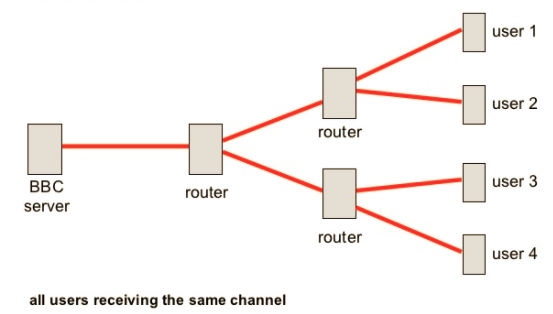 user 1
user 2
router
BBC
server
router
user 3
router
user 4
all users receiving the same channel